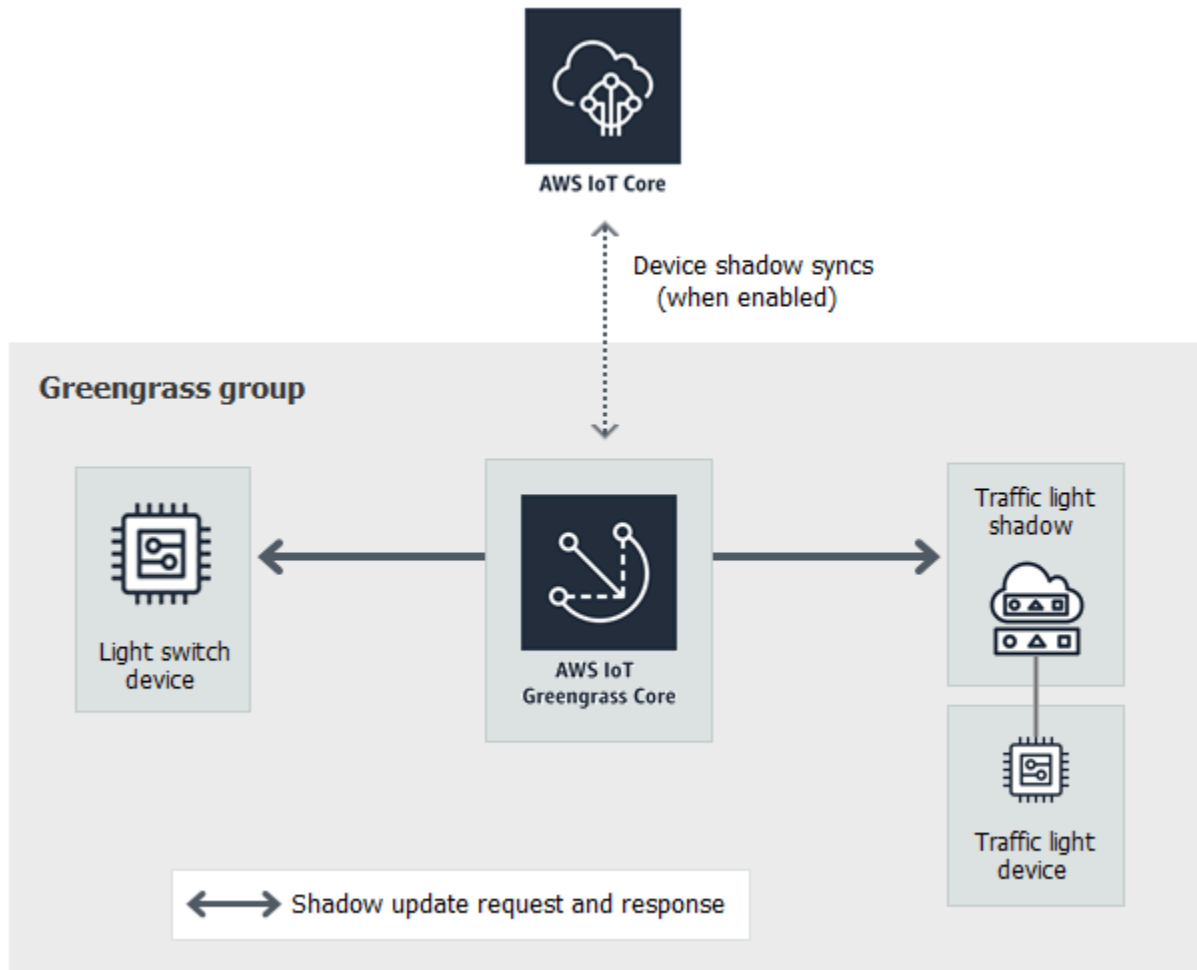 AWS IoT Core
Device shadow syncs
(when enabled)
Greengrass group
Light switch
device
AWS IoT
Greengrass Core
Traffic light
shadow
Traffic light
device
Shadow update request and response